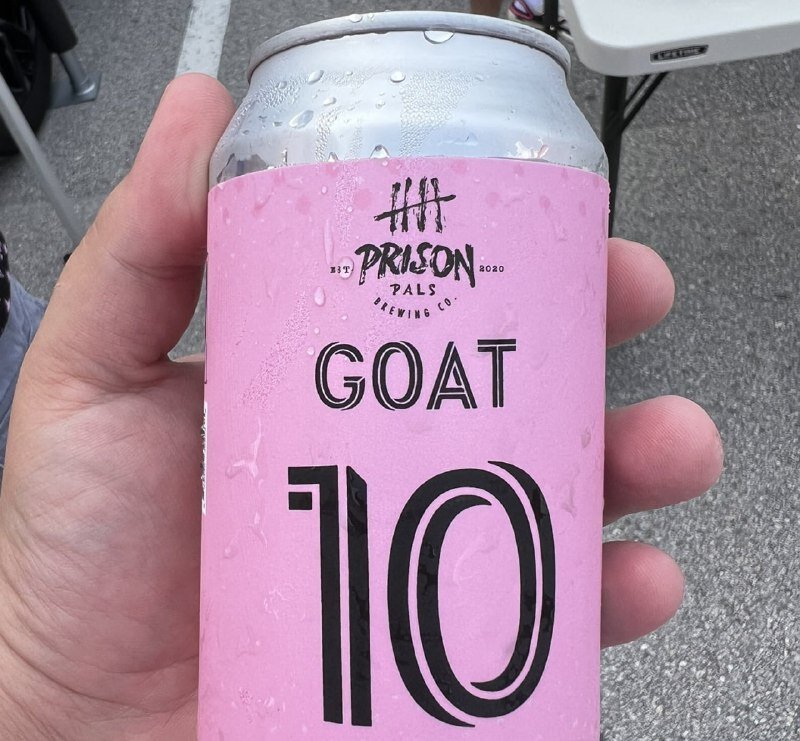 LIFETIME
EST PRISON 2020
PALS
BREWING CO.
GOAT
10